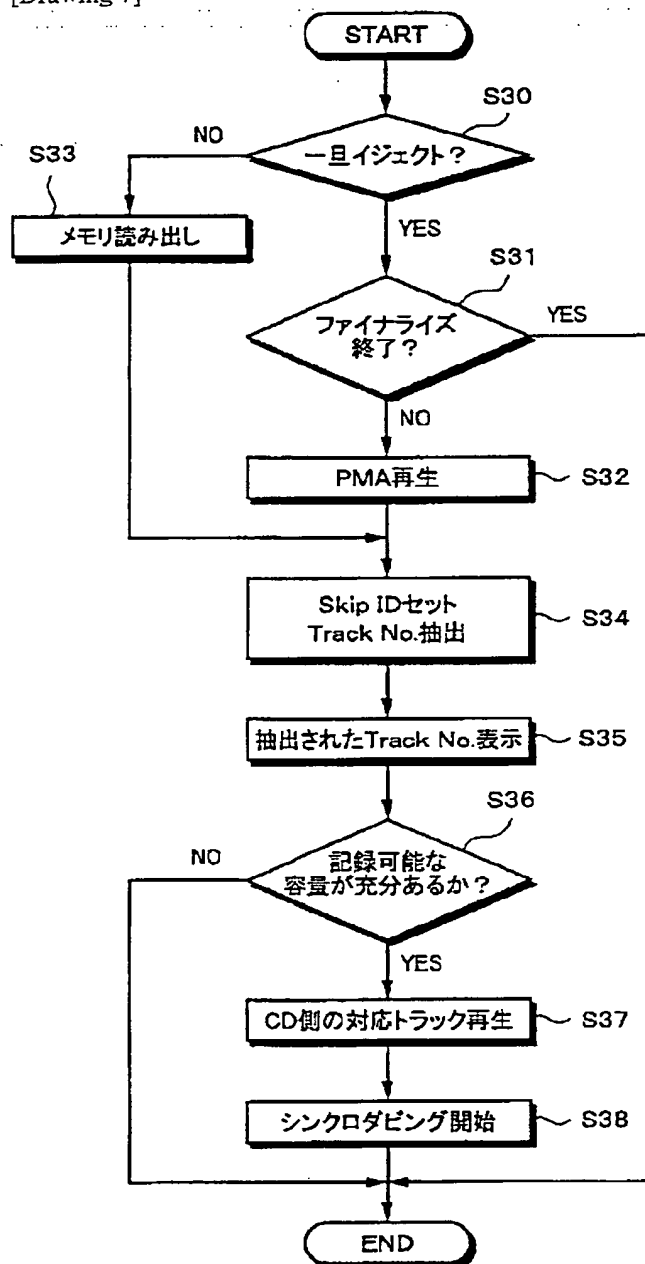 START
S30
NO
一旦イジェクト？
S33
メモリ読み出し
YES
S31
ファイナライズ
終了？
YES
NO
PMA再生
S32
Skip IDセット
Track No.抽出
S34
抽出されたTrack No.表示
S35
S36
NO
記録可能な
容量が充分あるか？
YES
CD側の対応トラック再生
S37
シンクロダビング開始
S38
END